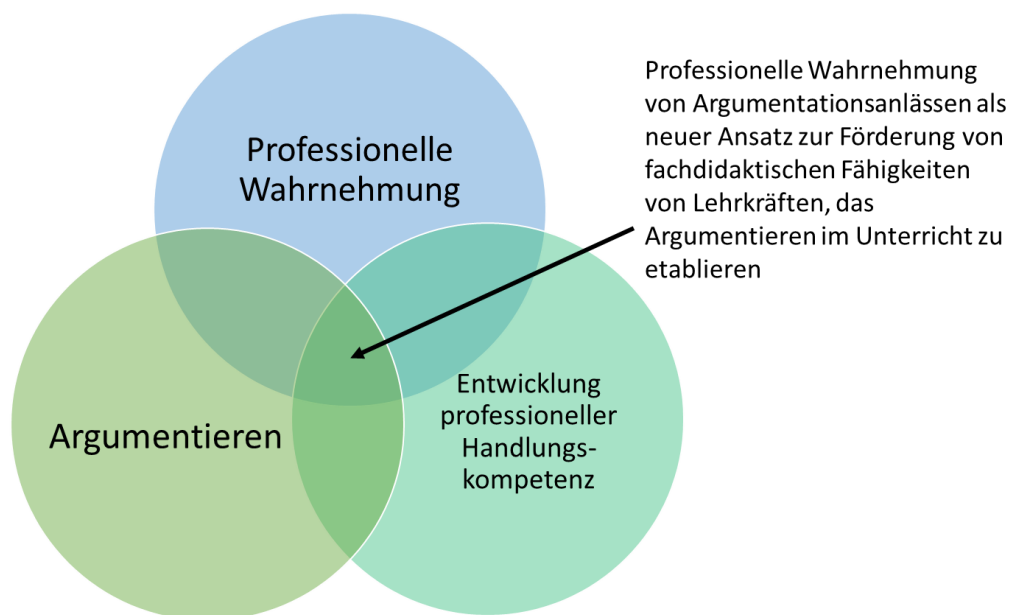 Professionelle
Wahrnehmung
Professionelle Wahrnehmung
von Argumentationsanlässen als
neuer Ansatz zur Förderung von
fachdidaktischen Fähigkeiten
von Lehrkräften, das
Argumentieren im Unterricht zu
etablieren
Argumentieren
Entwicklung
professioneller
Handlungs-
kompetenz